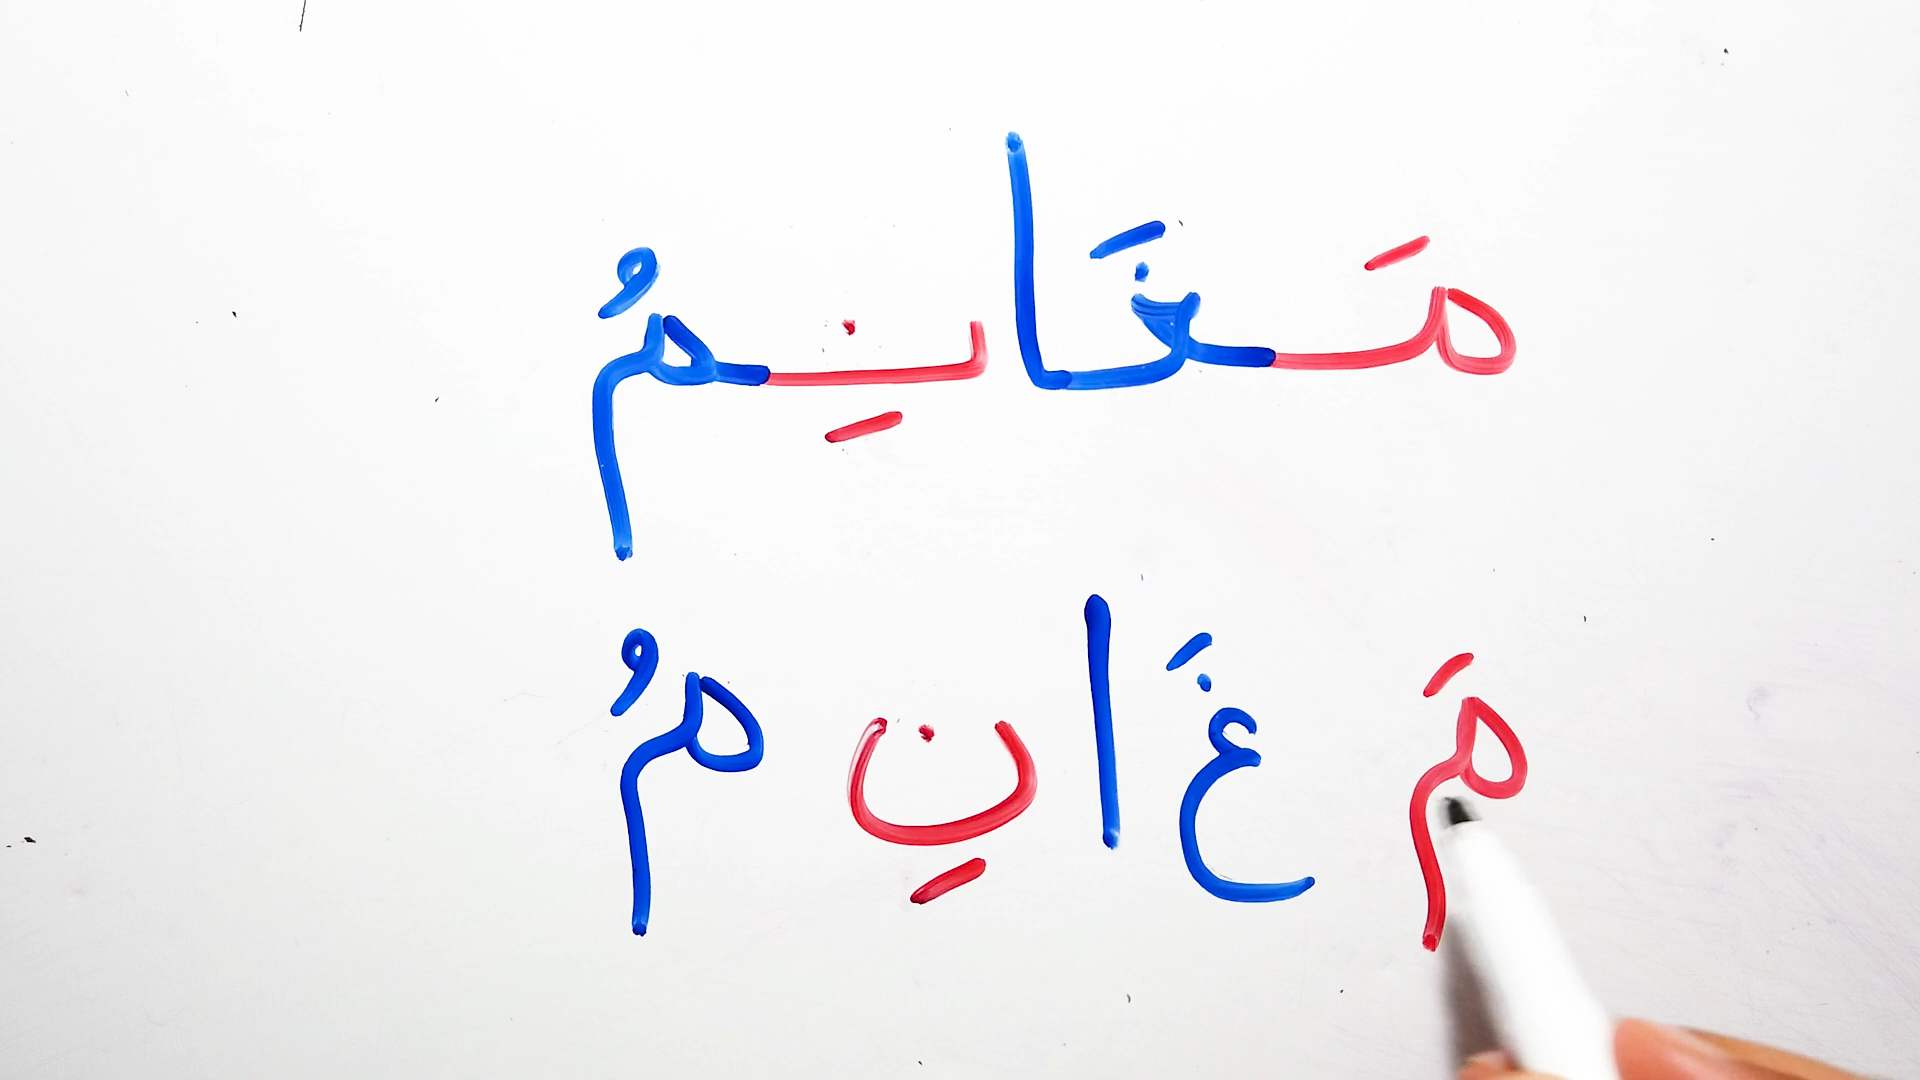 مَغَانِمُ
مَ غَ ا نِ مُ